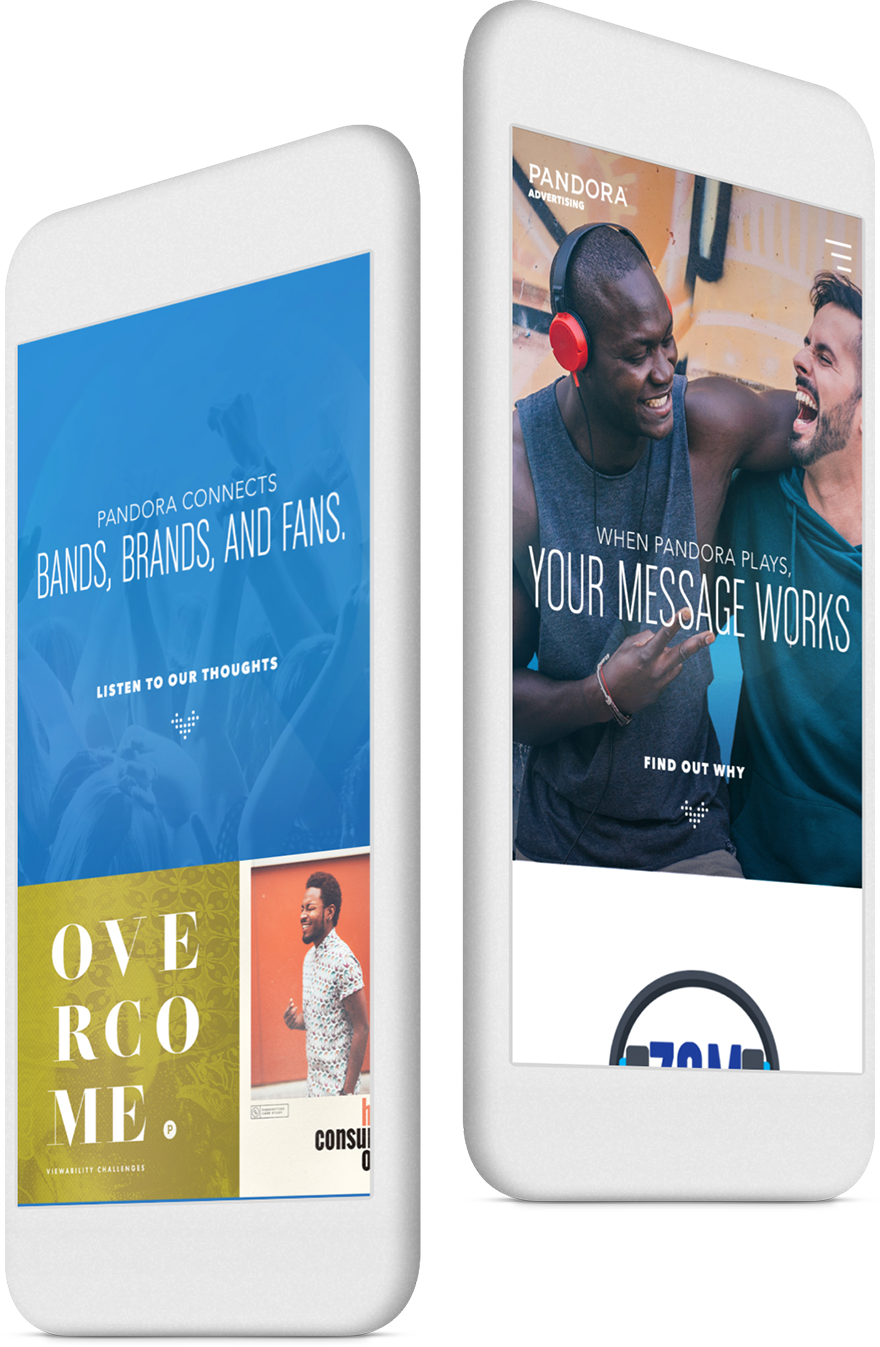 PANDORA CONNECTS
BANDS, BRANDS, AND FANS.
LISTEN TO OUR THOUGHTS
OVE
RCO
ME.
P
VIEWABILITY CHALLENGES
consu
PANDORA
ADVERTISING
WHEN PANDORA PLAYS,
YOUR MESSAGE WORKS
FIND OUT WHY